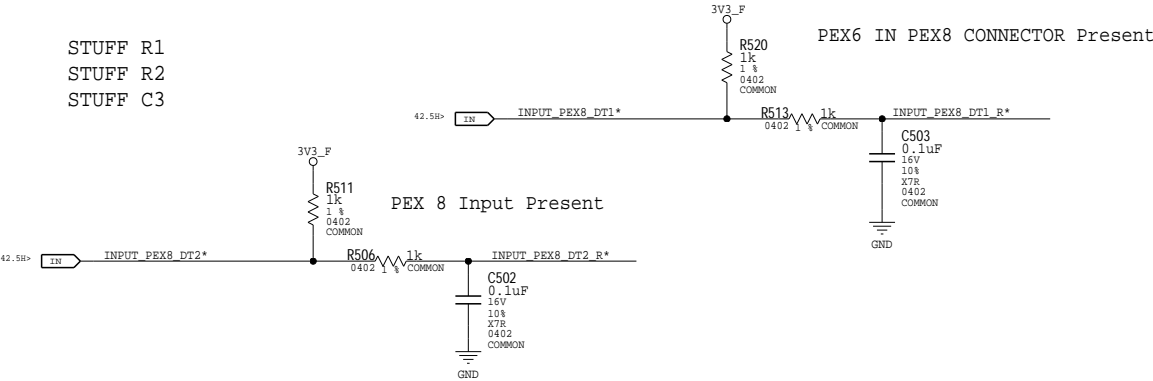 STUFF R1
STUFF R2
STUFF C3
3V3_F
PEX6 IN PEX8 CONNECTOR Present
R520
1k
1 %
0402
COMMON
42.5H> IN INPUT_PEX8_DT1*
R513 1k
0402 1 % COMMON
INPUT_PEX8_DT1_R*
C503
0.1uF
16V
10%
X7R
0402
COMMON
GND
3V3_F
PEX 8 Input Present
R511
1k
1 %
0402
COMMON
42.5H> IN INPUT_PEX8_DT2*
R506 1k
0402 1 % COMMON
INPUT_PEX8_DT2_R*
C502
0.1uF
16V
10%
X7R
0402
COMMON
GND